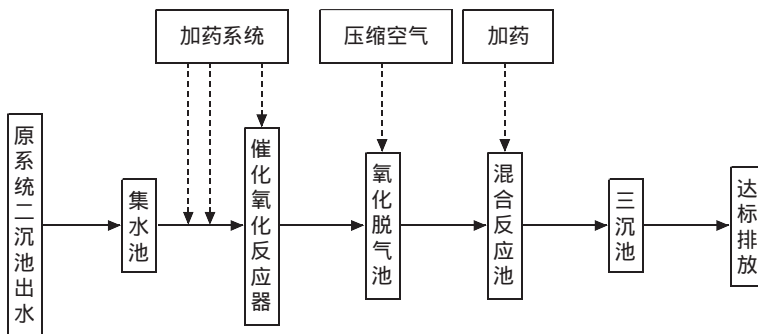 加药系统
压缩空气
加药
原系统二沉池出水
集水池
催化氧化反应器
氧化脱气池
混合反应池
三沉池
达标排放